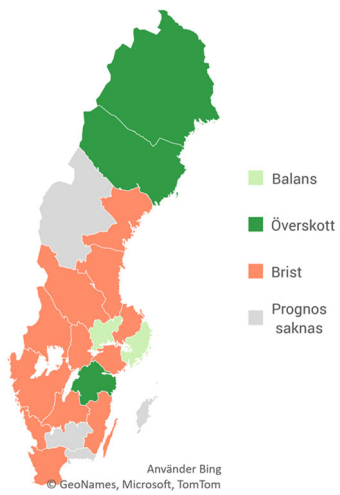 Balans
Överskott
Brist
Prognos
saknas
Använder Bing
© GeoNames, Microsoft, TomTom